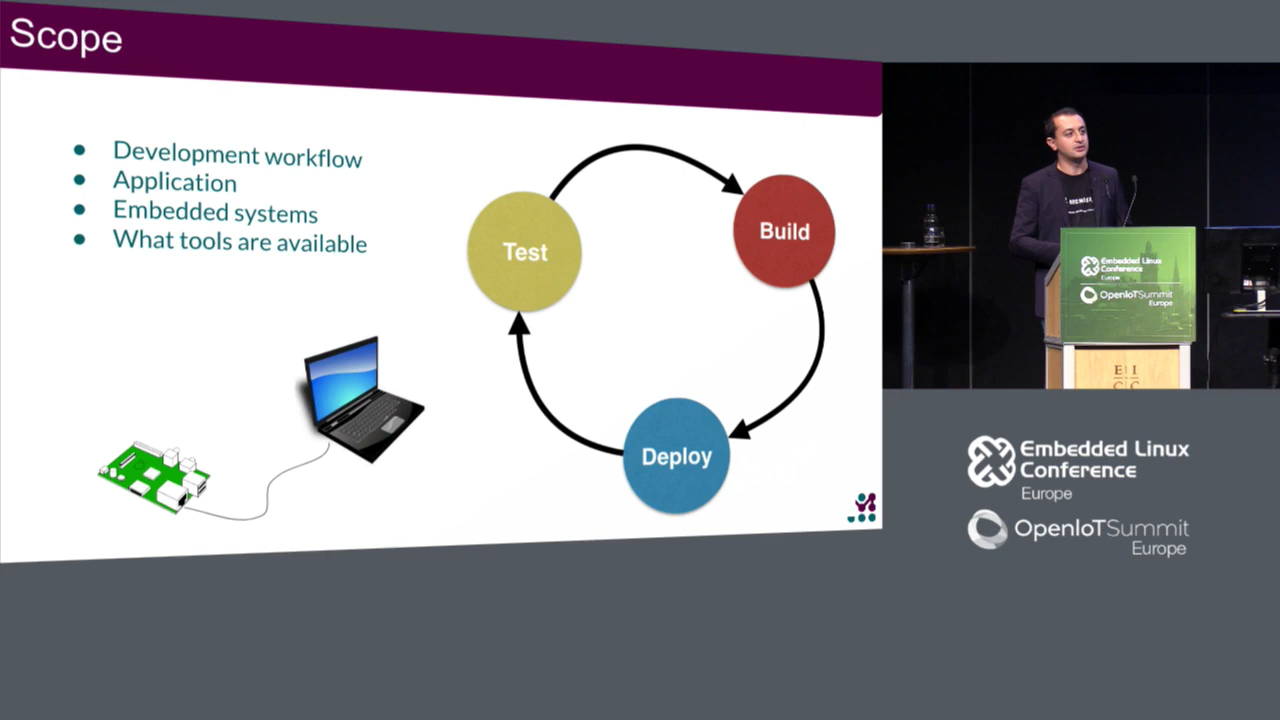 Scope
Development workflow
Application
Embedded systems
What tools are available
Test
Build
Deploy
Embedded Linux
Conference
Europe
OpenIoTSummit
Europe
E I
C C
Embedded Linux
Conference
Europe
OpenIoTSummit
Europe